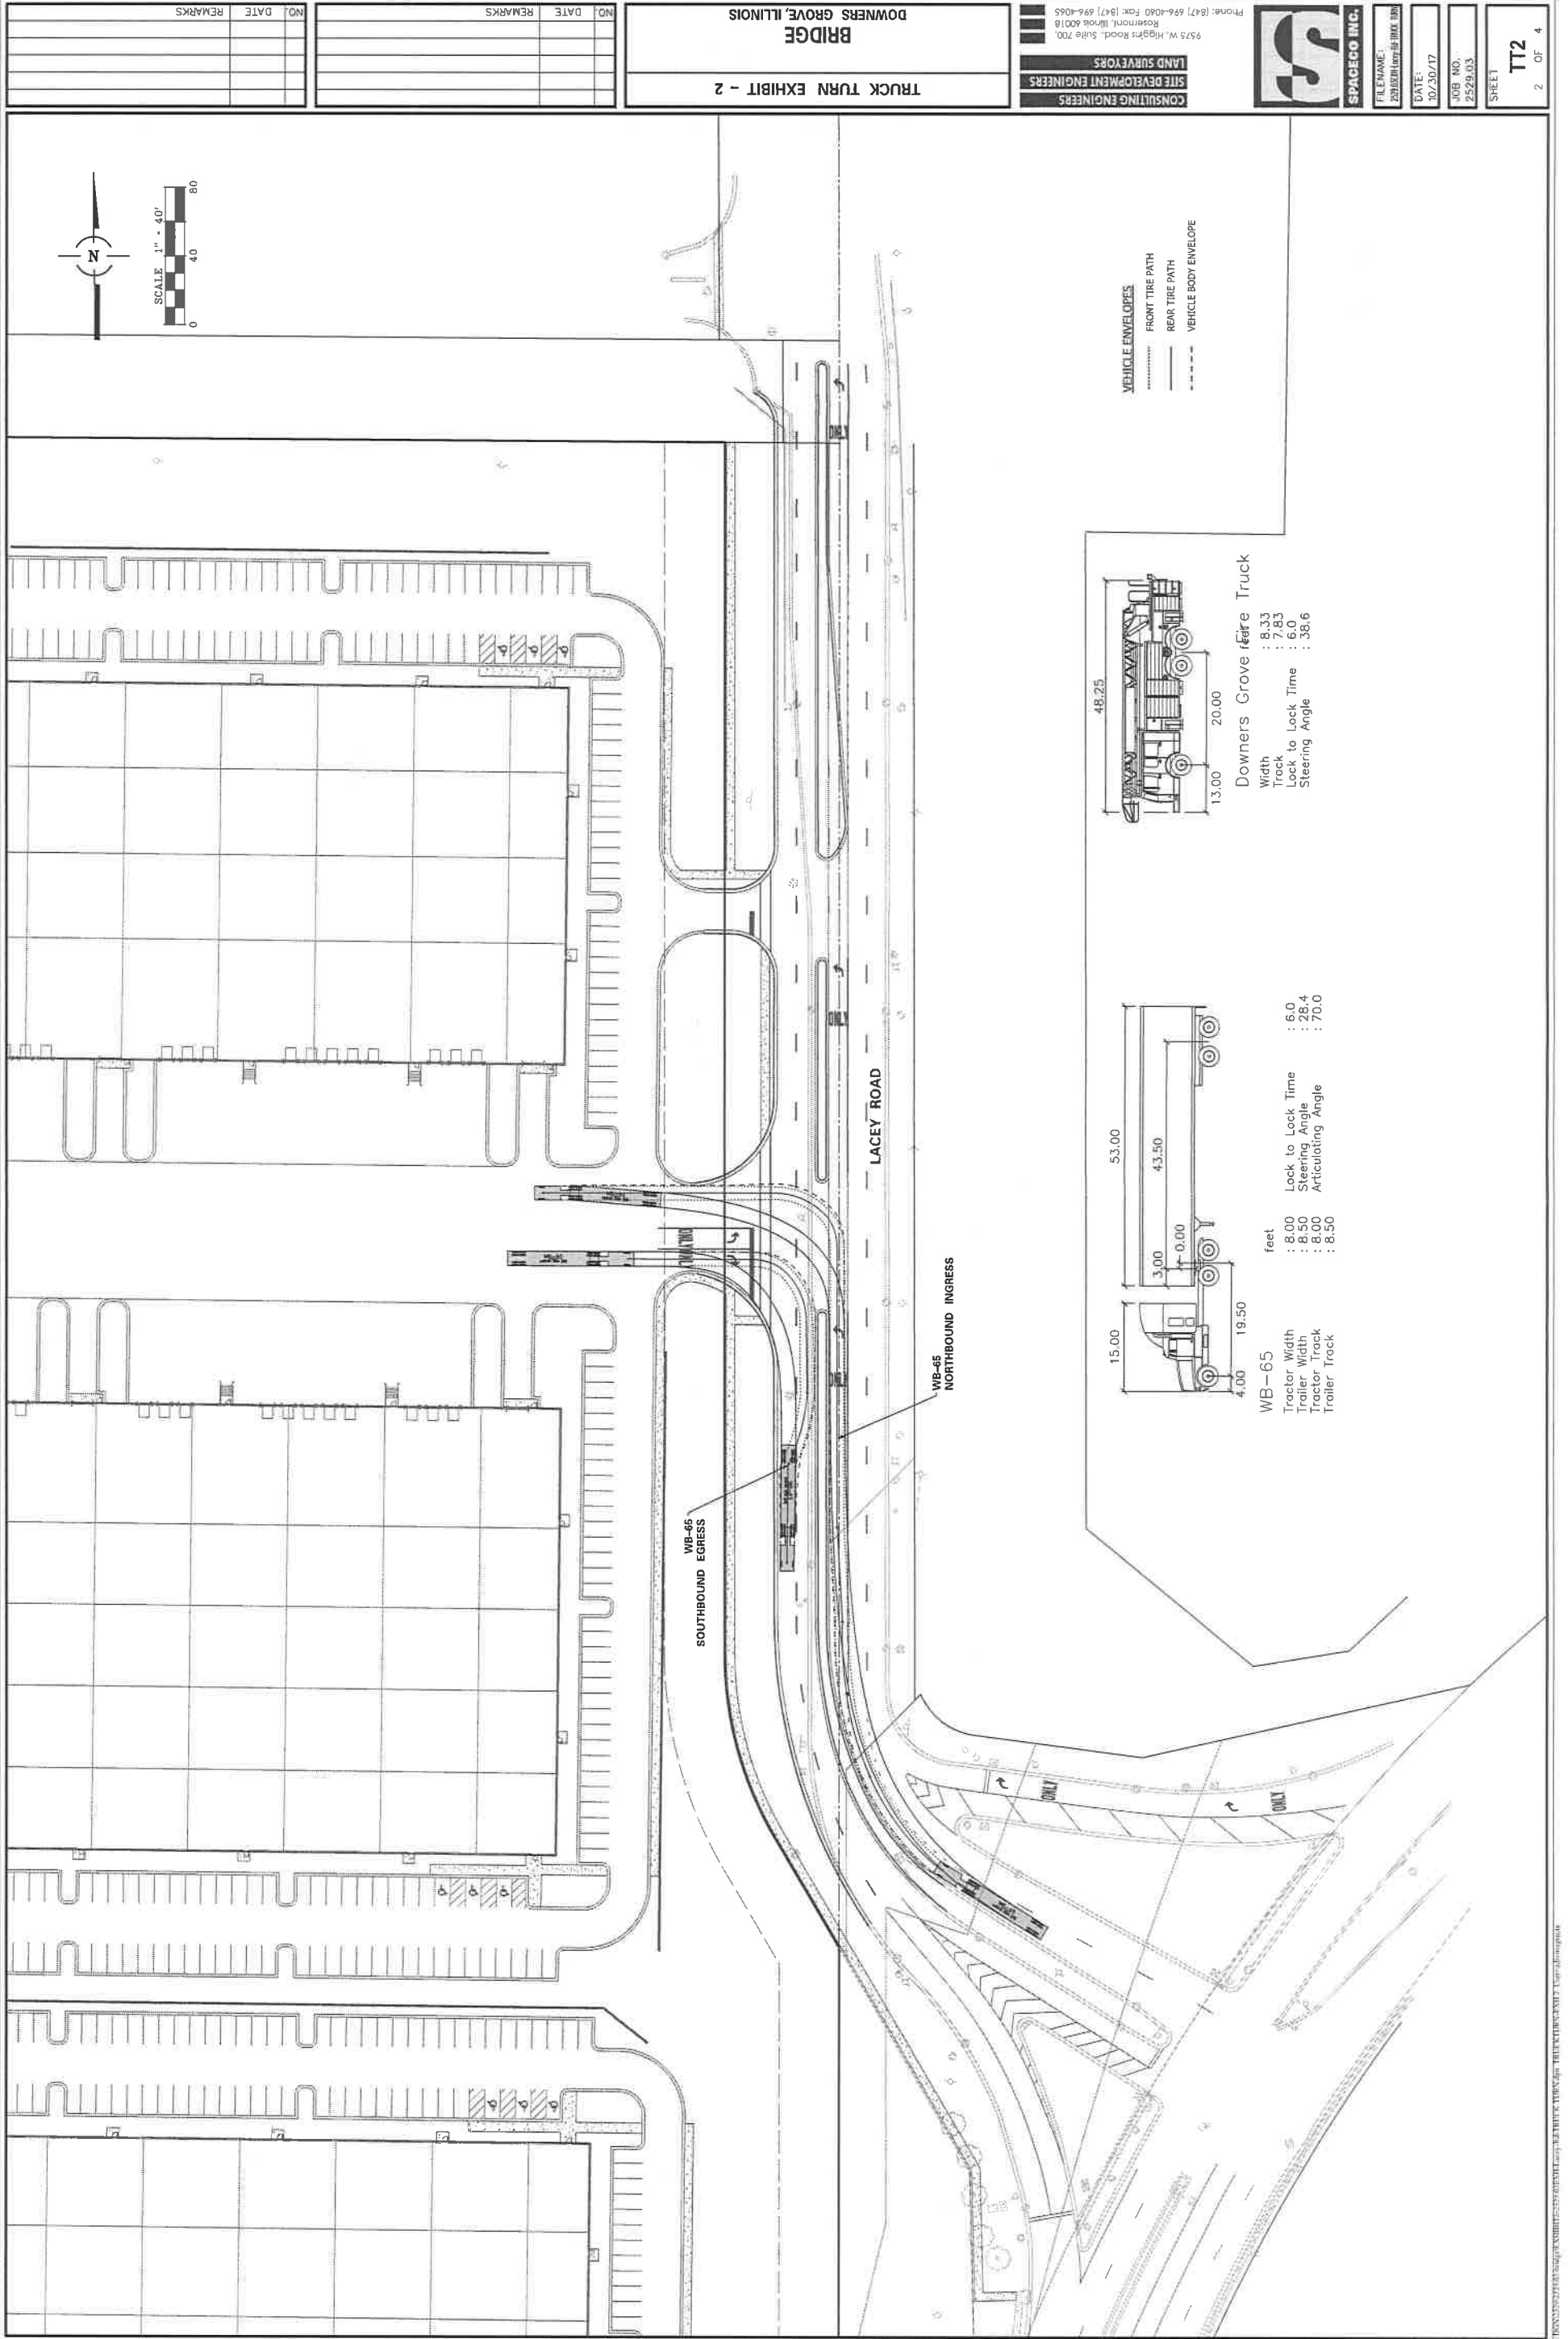 NO.
DATE
REMARKS
NO.
DATE
REMARKS
TRUCK TURN EXHIBIT - 2
BRIDGE
DOWNERS GROVE, ILLINOIS
CONSULTING ENGINEERS
SITE DEVELOPMENT ENGINEERS
LAND SURVEYORS
9575 W. Higgins Road, Suite 700,
Rosemont, Illinois 60018
Phone: (847) 696-4060 Fax: (847) 696-4065
SPACECO INC.
FILENAME:
DATE:
10/30/17
JOB NO.
2529.03
SHEET
TT2
2 OF 4
N
SCALE 1" - 40'
0 40 80
VEHICLE ENVELOPES
FRONT TIRE PATH
REAR TIRE PATH
VEHICLE BODY ENVELOPE
ONLY
ONLY
LACEY ROAD
ONLY
ONLY
WB-65
SOUTHBOUND EGRESS
WB-65
NORTHBOUND INGRESS
ONLY
ONLY
48.25
13.00 20.00
Downers Grove Fire Truck
feet
Width : 8.33
Track : 7.83
Lock to Lock Time : 6.0
Steering Angle : 38.6
53.00
15.00
43.50
3.00
0.00
4.00 19.50
WB-65
feet
Tractor Width : 8.00 Lock to Lock Time : 6.0
Trailer Width : 8.50 Steering Angle : 28.4
Tractor Track : 8.00 Articulating Angle : 70.0
Trailer Track : 8.50